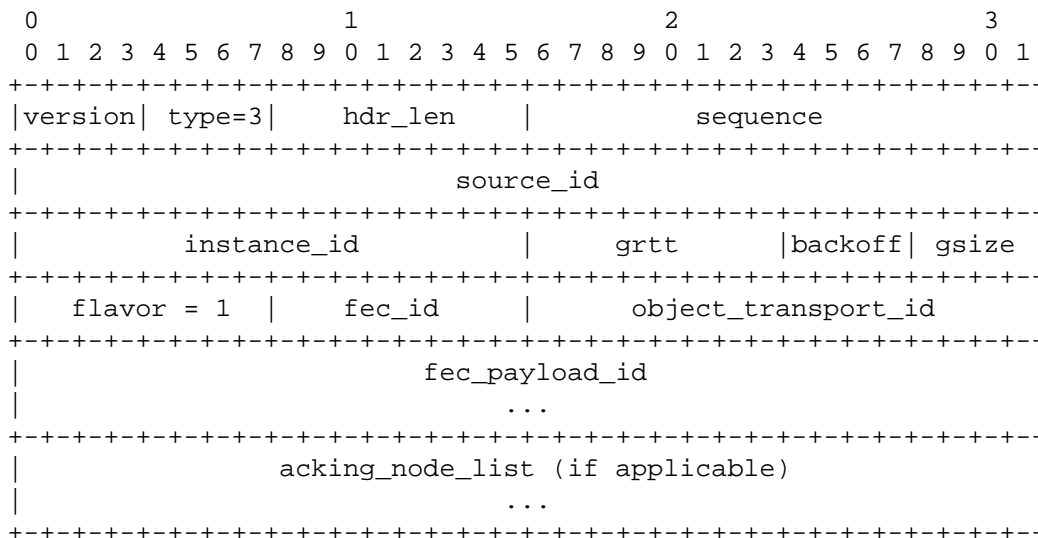 0                   1                   2                   3
0 1 2 3 4 5 6 7 8 9 0 1 2 3 4 5 6 7 8 9 0 1 2 3 4 5 6 7 8 9 0 1
+-+-+-+-+-+-+-+-+-+-+-+-+-+-+-+-+-+-+-+-+-+-+-+-+-+-+-+-+-+-+-+--
|version| type=3|    hdr_len    |          sequence
+-+-+-+-+-+-+-+-+-+-+-+-+-+-+-+-+-+-+-+-+-+-+-+-+-+-+-+-+-+-+-+--
|                           source_id
+-+-+-+-+-+-+-+-+-+-+-+-+-+-+-+-+-+-+-+-+-+-+-+-+-+-+-+-+-+-+-+--
|          instance_id          |     grtt      |backoff| gsize
+-+-+-+-+-+-+-+-+-+-+-+-+-+-+-+-+-+-+-+-+-+-+-+-+-+-+-+-+-+-+-+--
|   flavor = 1  |    fec_id     |      object_transport_id
+-+-+-+-+-+-+-+-+-+-+-+-+-+-+-+-+-+-+-+-+-+-+-+-+-+-+-+-+-+-+-+--
|                         fec_payload_id
|                              ...
+-+-+-+-+-+-+-+-+-+-+-+-+-+-+-+-+-+-+-+-+-+-+-+-+-+-+-+-+-+-+-+--
|                acking_node_list (if applicable)
|                              ...
+-+-+-+-+-+-+-+-+-+-+-+-+-+-+-+-+-+-+-+-+-+-+-+-+-+-+-+-+-+-+-+--